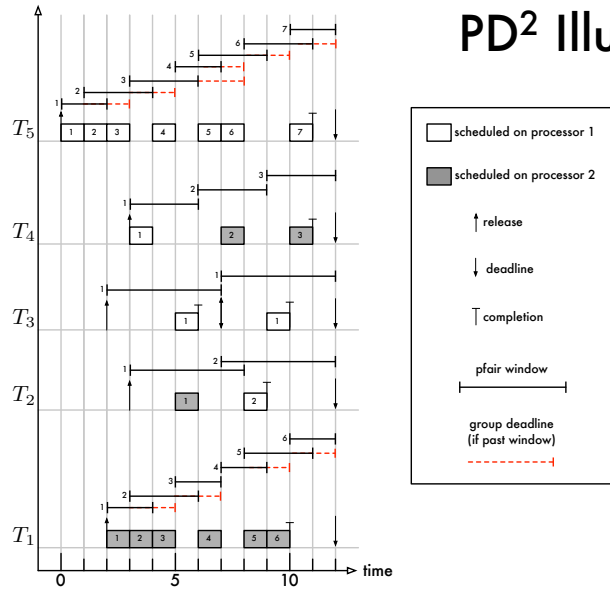 PD² Illu
7
6
5
4
3
2
1
T₅
1 2 3 4 5 6 7
3
2
1
T₄
1 2 3
1
1
T₃
1 1
2
1
T₂
1 2
6
5
4
3
2
1
T₁
1 2 3 4 5 6
0 5 10 time
scheduled on processor 1
scheduled on processor 2
release
deadline
completion
pfair window
group deadline
(if past window)